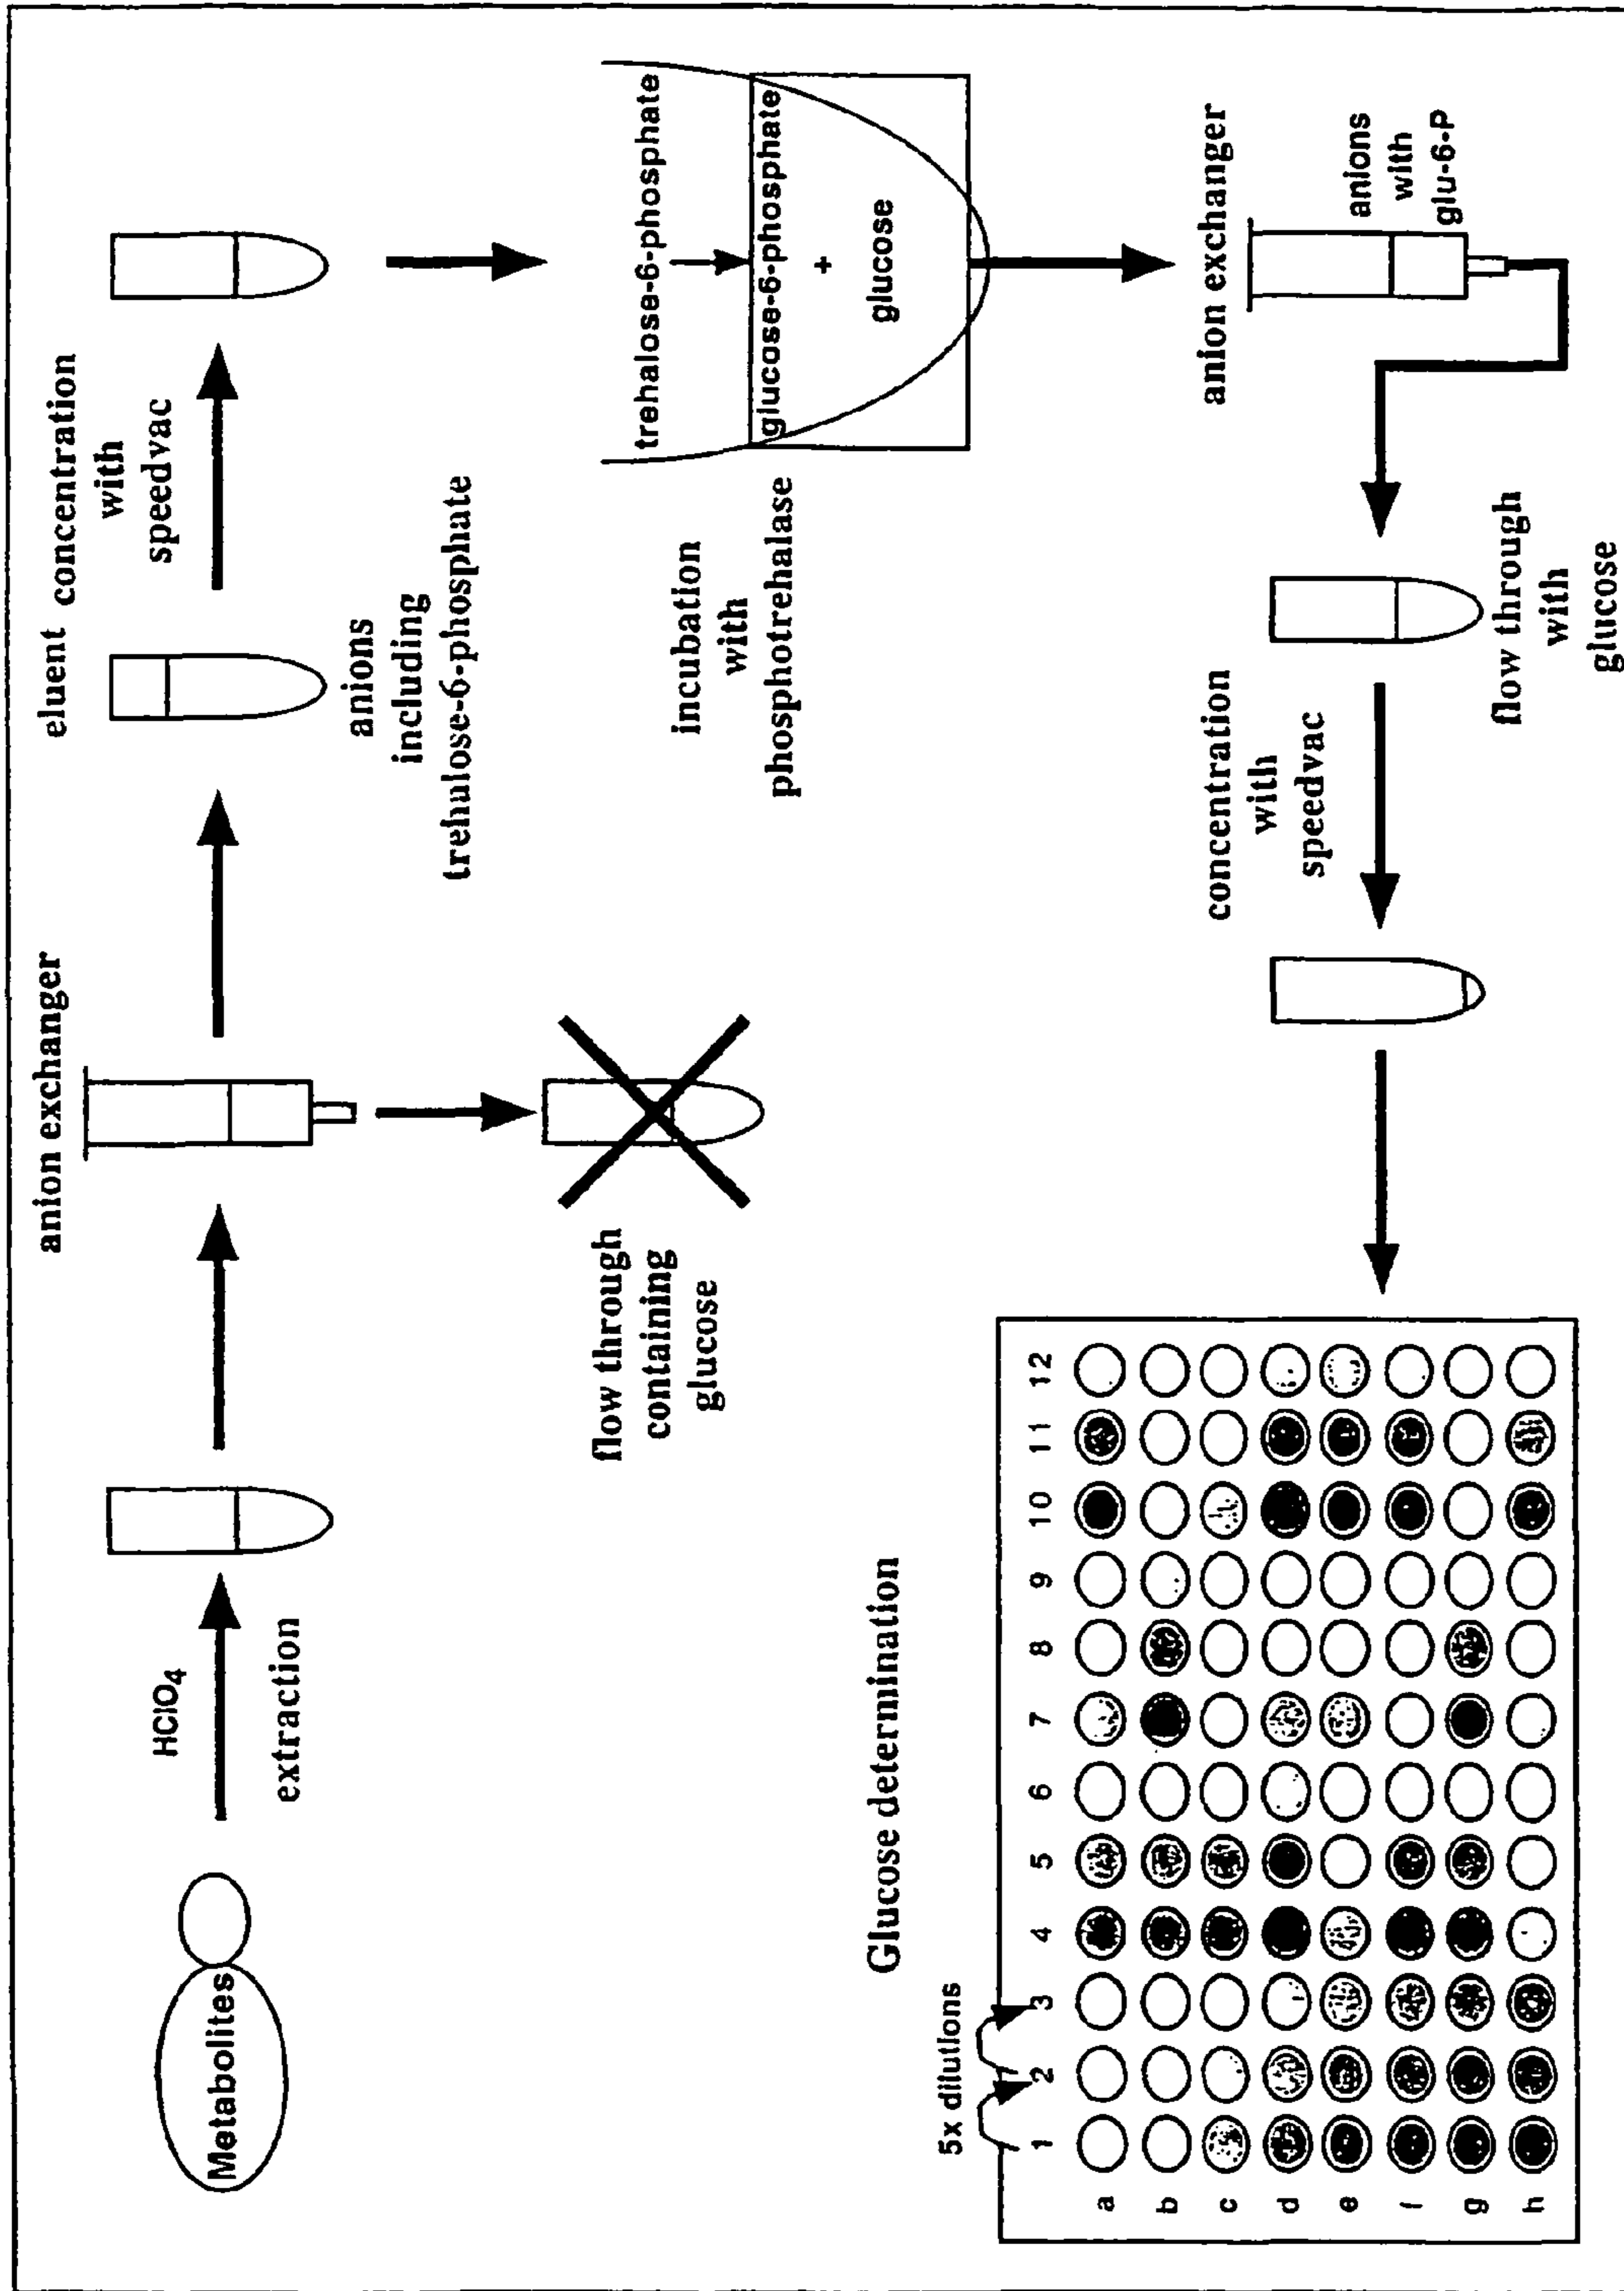 Metabolites
HClO4
extraction
anion exchanger
flow through
containing
glucose
eluent
anions
including
trehulose-6-phosphate
concentration
with
speedvac
incubation
with
phosphotrehalase
trehalose-6-phosphate
glucose-6-phosphate
+
glucose
anion exchanger
anions
with
glu-6-P
flow through
with
glucose
concentration
with
speedvac
Glucose determination
5x dilutions
1 2 3 4 5 6 7 8 9 10 11 12
a
b
c
d
e
f
g
h